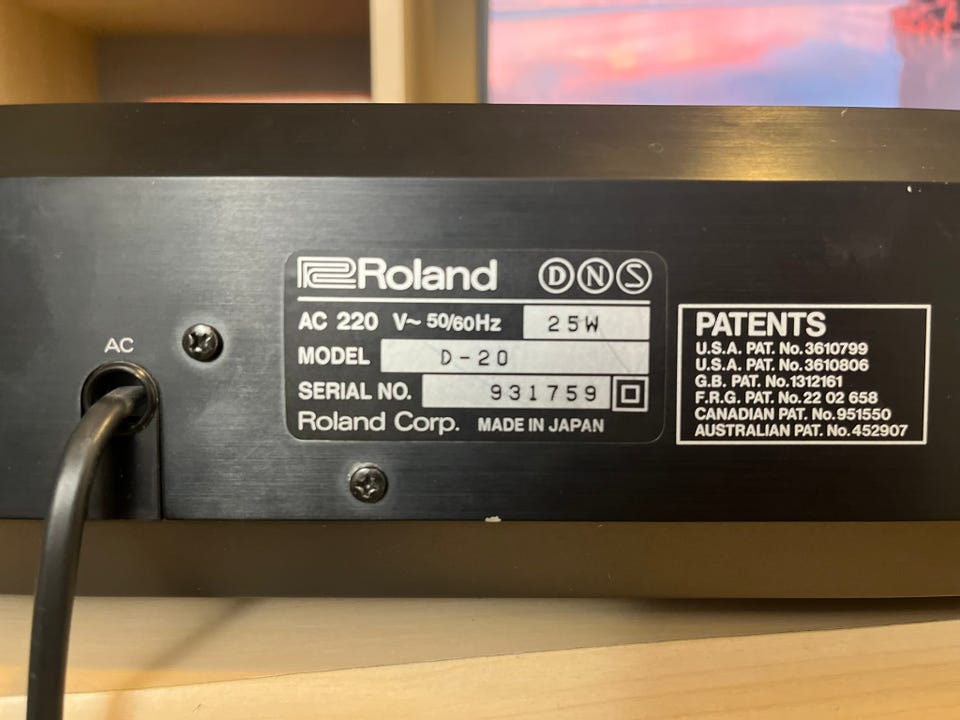 AC
Roland D N S
AC 220 V~ 50/60Hz 25W
MODEL D-20
SERIAL NO. 931759
Roland Corp. MADE IN JAPAN
PATENTS
U.S.A. PAT. No.3610799
U.S.A. PAT. No.3610806
G.B. PAT. No.1312161
F.R.G. PAT. No.22 02 658
CANADIAN PAT. No.951550
AUSTRALIAN PAT. No.452907